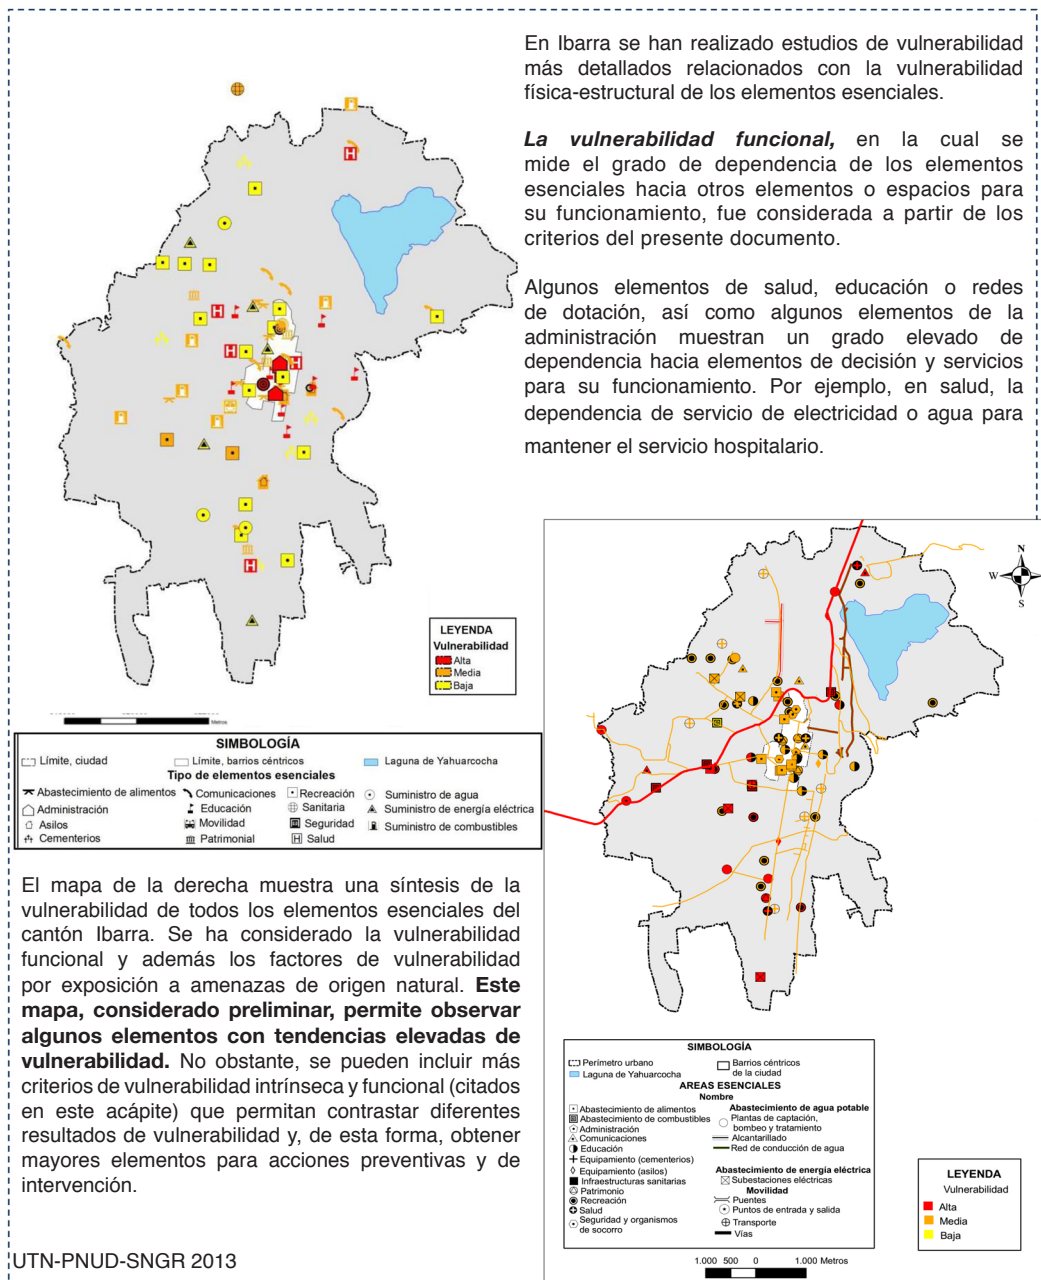 En Ibarra se han realizado estudios de vulnerabilidad
más detallados relacionados con la vulnerabilidad
física-estructural de los elementos esenciales.
La vulnerabilidad funcional, en la cual se
mide el grado de dependencia de los elementos
esenciales hacia otros elementos o espacios para
su funcionamiento, fue considerada a partir de los
criterios del presente documento.
Algunos elementos de salud, educación o redes
de dotación, así como algunos elementos de la
administración muestran un grado elevado de
dependencia hacia elementos de decisión y servicios
para su funcionamiento. Por ejemplo, en salud, la
dependencia de servicio de electricidad o agua para
mantener el servicio hospitalario.
LEYENDA
Vulnerabilidad
Alta
Media
Baja
Metros
SIMBOLOGÍA
Límite, ciudad
Límite, barrios céntricos
Laguna de Yahuarcocha
Tipo de elementos esenciales
Abastecimiento de alimentos
Administración
Asilos
Cementerios
Comunicaciones
Educación
Movilidad
Patrimonial
Recreación
Sanitaria
Seguridad
Salud
Suministro de agua
Suministro de energía eléctrica
Suministro de combustibles
El mapa de la derecha muestra una síntesis de la
vulnerabilidad de todos los elementos esenciales del
cantón Ibarra. Se ha considerado la vulnerabilidad
funcional y además los factores de vulnerabilidad
por exposición a amenazas de origen natural. Este
mapa, considerado preliminar, permite observar
algunos elementos con tendencias elevadas de
vulnerabilidad. No obstante, se pueden incluir más
criterios de vulnerabilidad intrínseca y funcional (citados
en este acápite) que permitan contrastar diferentes
resultados de vulnerabilidad y, de esta forma, obtener
mayores elementos para acciones preventivas y de
intervención.
UTN-PNUD-SNGR 2013
N
W
E
S
SIMBOLOGÍA
Perímetro urbano
Laguna de Yahuarcocha
Barrios céntricos
de la ciudad
AREAS ESENCIALES
Nombre
Abastecimiento de alimentos
Abastecimiento de combustibles
Administración
Comunicaciones
Educación
Equipamiento (cementerios)
Equipamiento (asilos)
Infraestructuras sanitarias
Patrimonio
Recreación
Salud
Seguridad y organismos
de socorro
Abastecimiento de agua potable
Plantas de captación,
bombeo y tratamiento
Alcantarillado
Red de conducción de agua
Abastecimiento de energía eléctrica
Subestaciones eléctricas
Movilidad
Puentes
Puntos de entrada y salida
Transporte
Vías
1.000 500 0 1.000 Metros
LEYENDA
Vulnerabilidad
Alta
Media
Baja